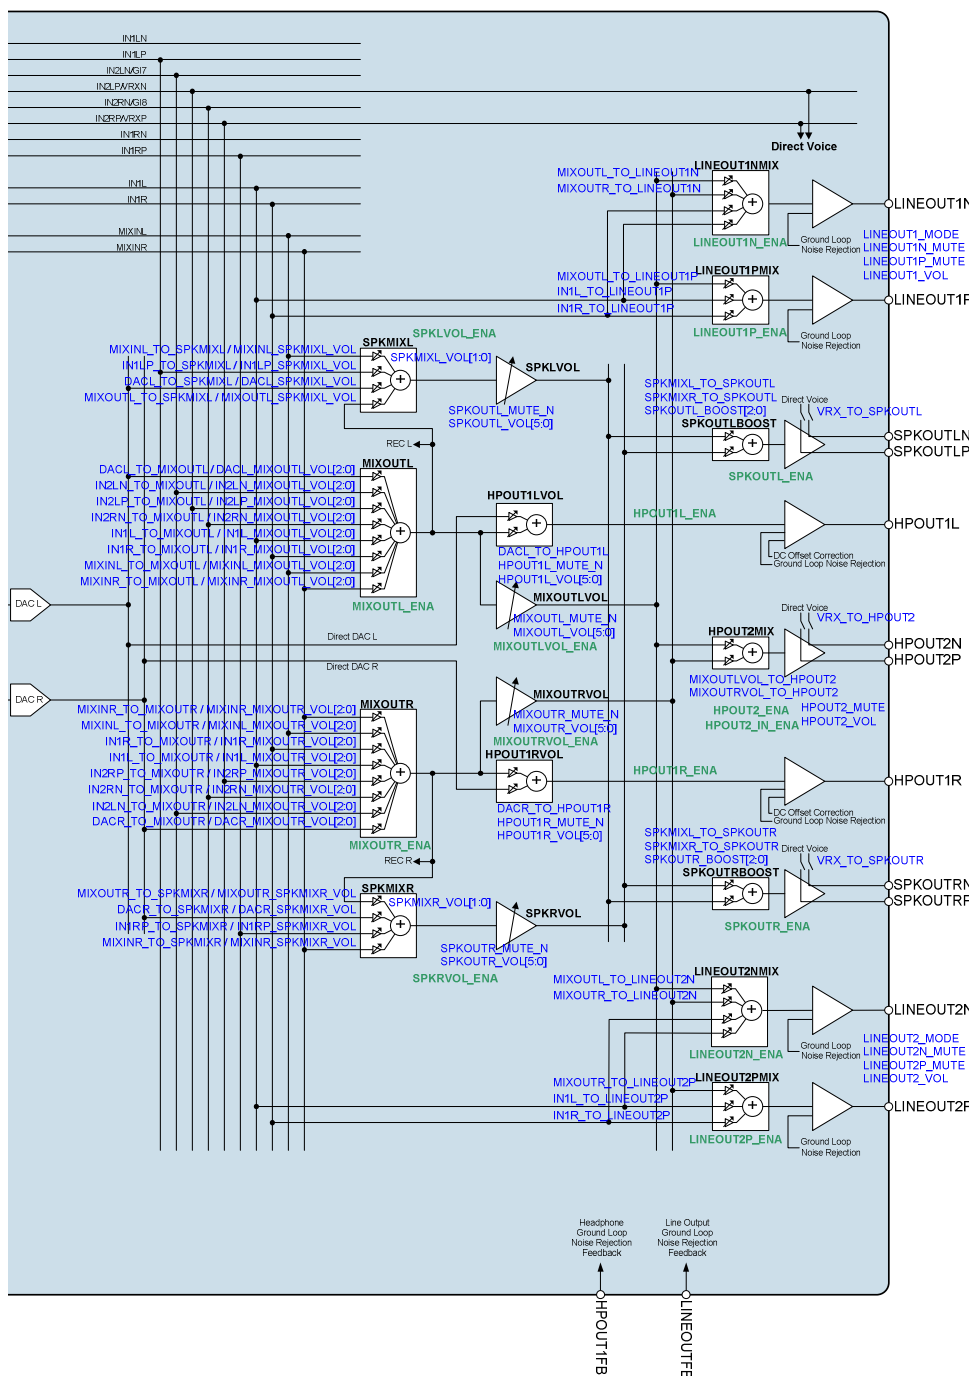 IN1LN
IN1LP
IN2LN/GI7
IN2LP/VRXN
IN2RN/GI8
IN2RP/VRXP
IN1RN
IN1RP
IN1L
IN1R
MIXINL
MIXINR
Direct Voice
LINEOUT1NMIX
MIXOUTL_TO_LINEOUT1N
MIXOUTR_TO_LINEOUT1N
LINEOUT1N_ENA
Ground Loop
Noise Rejection
LINEOUT1N
LINEOUT1_MODE
LINEOUT1N_MUTE
LINEOUT1P_MUTE
LINEOUT1_VOL
LINEOUT1PMIX
MIXOUTL_TO_LINEOUT1P
IN1L_TO_LINEOUT1P
IN1R_TO_LINEOUT1P
LINEOUT1P_ENA
Ground Loop
Noise Rejection
LINEOUT1P
SPKLVOL_ENA
SPKMIXL
MIXINL_TO_SPKMIXL / MIXINL_SPKMIXL_VOL
IN1LP_TO_SPKMIXL / IN1LP_SPKMIXL_VOL
DACL_TO_SPKMIXL / DACL_SPKMIXL_VOL
MIXOUTL_TO_SPKMIXL / MIXOUTL_SPKMIXL_VOL
SPKMIXL_VOL[1:0]
SPKLVOL
SPKOUTL_MUTE_N
SPKOUTL_VOL[5:0]
SPKMIXL_TO_SPKOUTL
SPKMIXR_TO_SPKOUTL
SPKOUTL_BOOST[2:0]
SPKOUTLBOOST
SPKOUTL_ENA
Direct Voice
VRX_TO_SPKOUTL
SPKOUTLN
SPKOUTLP
REC L
MIXOUTL
DACL_TO_MIXOUTL / DACL_MIXOUTL_VOL[2:0]
IN2LN_TO_MIXOUTL / IN2LN_MIXOUTL_VOL[2:0]
IN2LP_TO_MIXOUTL / IN2LP_MIXOUTL_VOL[2:0]
IN2RN_TO_MIXOUTL / IN2RN_MIXOUTL_VOL[2:0]
IN1L_TO_MIXOUTL / IN1L_MIXOUTL_VOL[2:0]
IN1R_TO_MIXOUTL / IN1R_MIXOUTL_VOL[2:0]
MIXINL_TO_MIXOUTL / MIXINL_MIXOUTL_VOL[2:0]
MIXINR_TO_MIXOUTL / MIXINR_MIXOUTL_VOL[2:0]
MIXOUTL_ENA
HPOUT1LVOL
DACL_TO_HPOUT1L
HPOUT1L_MUTE_N
HPOUT1L_VOL[5:0]
HPOUT1L_ENA
DC Offset Correction
Ground Loop Noise Rejection
HPOUT1L
MIXOUTLVOL
MIXOUTL_MUTE_N
MIXOUTL_VOL[5:0]
MIXOUTLVOL_ENA
DAC L
Direct DAC L
Direct DAC R
DAC R
HPOUT2MIX
Direct Voice
VRX_TO_HPOUT2
HPOUT2N
HPOUT2P
MIXOUTLVOL_TO_HPOUT2
MIXOUTRVOL_TO_HPOUT2
HPOUT2_ENA
HPOUT2_IN_ENA
HPOUT2_MUTE
HPOUT2_VOL
MIXOUTR
MIXINR_TO_MIXOUTR / MIXINR_MIXOUTR_VOL[2:0]
MIXINL_TO_MIXOUTR / MIXINL_MIXOUTR_VOL[2:0]
IN1R_TO_MIXOUTR / IN1R_MIXOUTR_VOL[2:0]
IN1L_TO_MIXOUTR / IN1L_MIXOUTR_VOL[2:0]
IN2RP_TO_MIXOUTR / IN2RP_MIXOUTR_VOL[2:0]
IN2RN_TO_MIXOUTR / IN2RN_MIXOUTR_VOL[2:0]
IN2LN_TO_MIXOUTR / IN2LN_MIXOUTR_VOL[2:0]
DACR_TO_MIXOUTR / DACR_MIXOUTR_VOL[2:0]
MIXOUTR_ENA
REC R
MIXOUTRVOL
MIXOUTR_MUTE_N
MIXOUTR_VOL[5:0]
MIXOUTRVOL_ENA
HPOUT1RVOL
DACR_TO_HPOUT1R
HPOUT1R_MUTE_N
HPOUT1R_VOL[5:0]
HPOUT1R_ENA
DC Offset Correction
Ground Loop Noise Rejection
HPOUT1R
SPKMIXL_TO_SPKOUTR
SPKMIXR_TO_SPKOUTR
SPKOUTR_BOOST[2:0]
SPKOUTRBOOST
SPKOUTR_ENA
Direct Voice
VRX_TO_SPKOUTR
SPKOUTRN
SPKOUTRP
SPKMIXR
MIXOUTR_TO_SPKMIXR / MIXOUTR_SPKMIXR_VOL
DACR_TO_SPKMIXR / DACR_SPKMIXR_VOL
IN1RP_TO_SPKMIXR / IN1RP_SPKMIXR_VOL
MIXINR_TO_SPKMIXR / MIXINR_SPKMIXR_VOL
SPKMIXR_VOL[1:0]
SPKRVOL
SPKOUTR_MUTE_N
SPKOUTR_VOL[5:0]
SPKRVOL_ENA
LINEOUT2NMIX
MIXOUTL_TO_LINEOUT2N
MIXOUTR_TO_LINEOUT2N
LINEOUT2N_ENA
Ground Loop
Noise Rejection
LINEOUT2N
LINEOUT2_MODE
LINEOUT2N_MUTE
LINEOUT2P_MUTE
LINEOUT2_VOL
LINEOUT2PMIX
MIXOUTR_TO_LINEOUT2P
IN1L_TO_LINEOUT2P
IN1R_TO_LINEOUT2P
LINEOUT2P_ENA
Ground Loop
Noise Rejection
LINEOUT2P
Headphone
Ground Loop
Noise Rejection
Feedback
Line Output
Ground Loop
Noise Rejection
Feedback
HPOUT1FB
LINEOUTFB